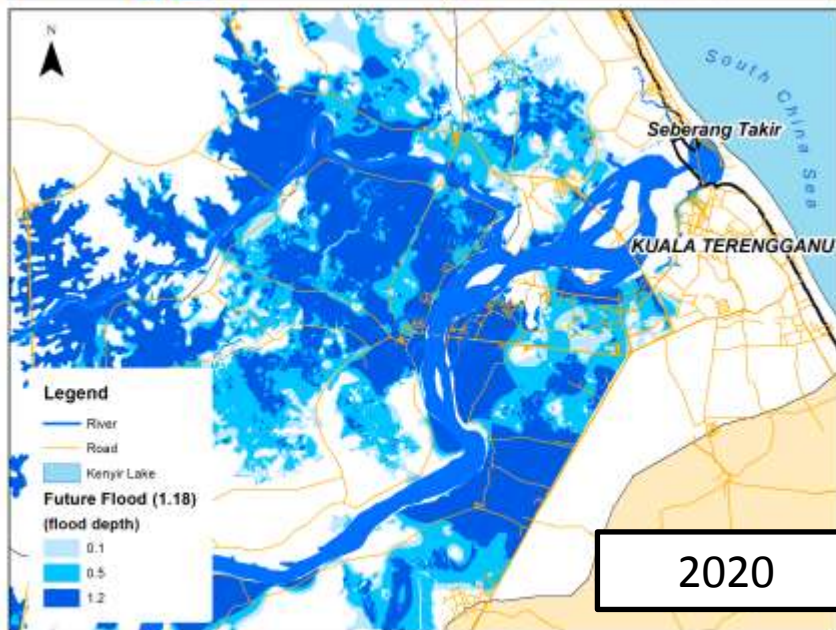 N
South China Sea
Seberang Takir
KUALA TERENGGANU
Legend
River
Road
Kenyir Lake
Future Flood (1.18)
(flood depth)
0.1
0.5
1.2
2020